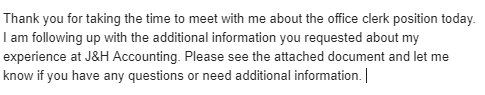 Thank you for taking the time to meet with me about the office clerk position today.
I am following up with the additional information you requested about my
experience at J&H Accounting. Please see the attached document and let me
know if you have any questions or need additional information.